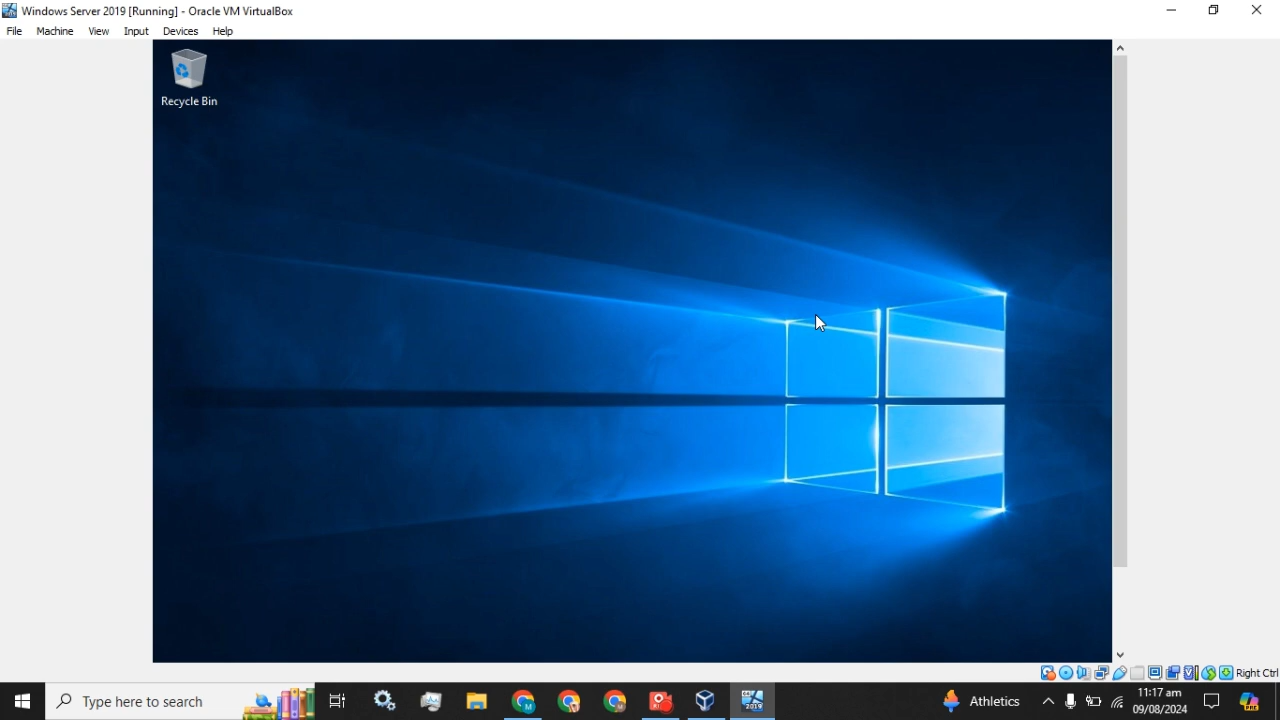 Windows Server 2019 [Running] - Oracle VM VirtualBox
File Machine View Input Devices Help
Recycle Bin
Right Ctrl
Type here to search
2019
Athletics
11:17 am
09/08/2024